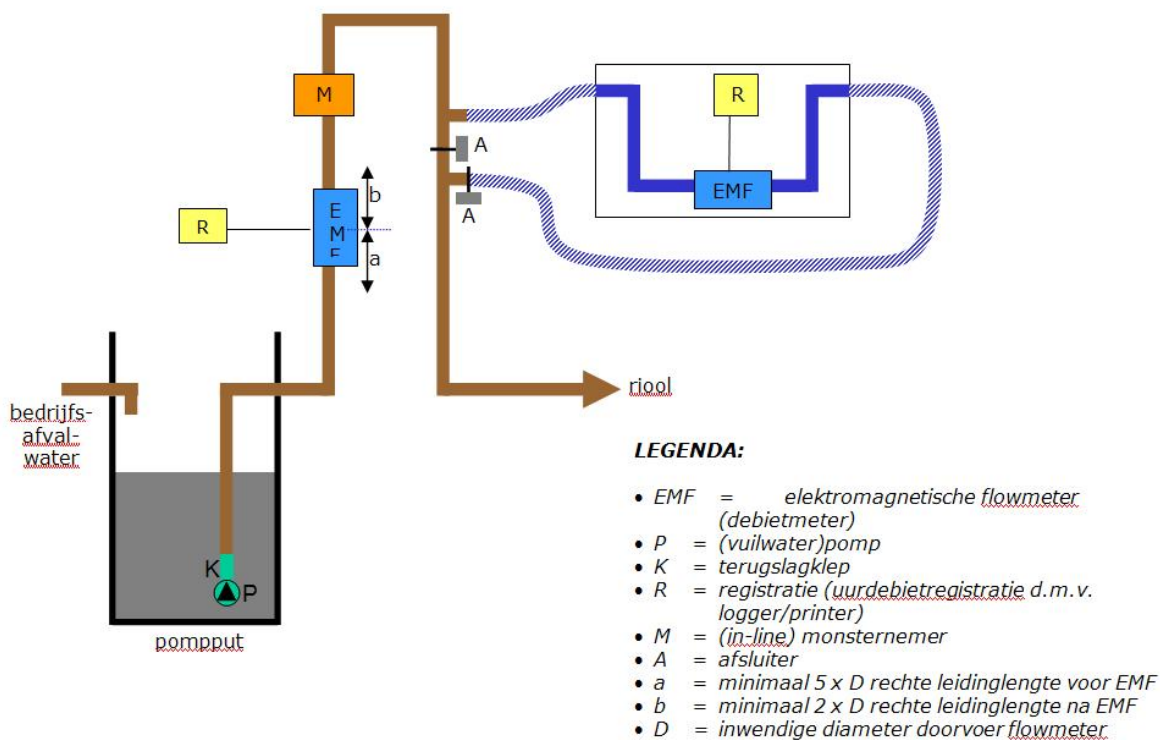 M
R
A
EMF
b
E
M
F
R
A
a
bedrijfs-
afval-
water
riool
K
P
pompput
LEGENDA:
• EMF = elektromagnetische flowmeter
(debietmeter)
• P = (vuilwater)pomp
• K = terugslagklep
• R = registratie (uurdebietregistratie d.m.v.
logger/printer)
• M = (in-line) monsternemer
• A = afsluiter
• a = minimaal 5 x D rechte leidinglengte voor EMF
• b = minimaal 2 x D rechte leidinglengte na EMF
• D = inwendige diameter doorvoer flowmeter